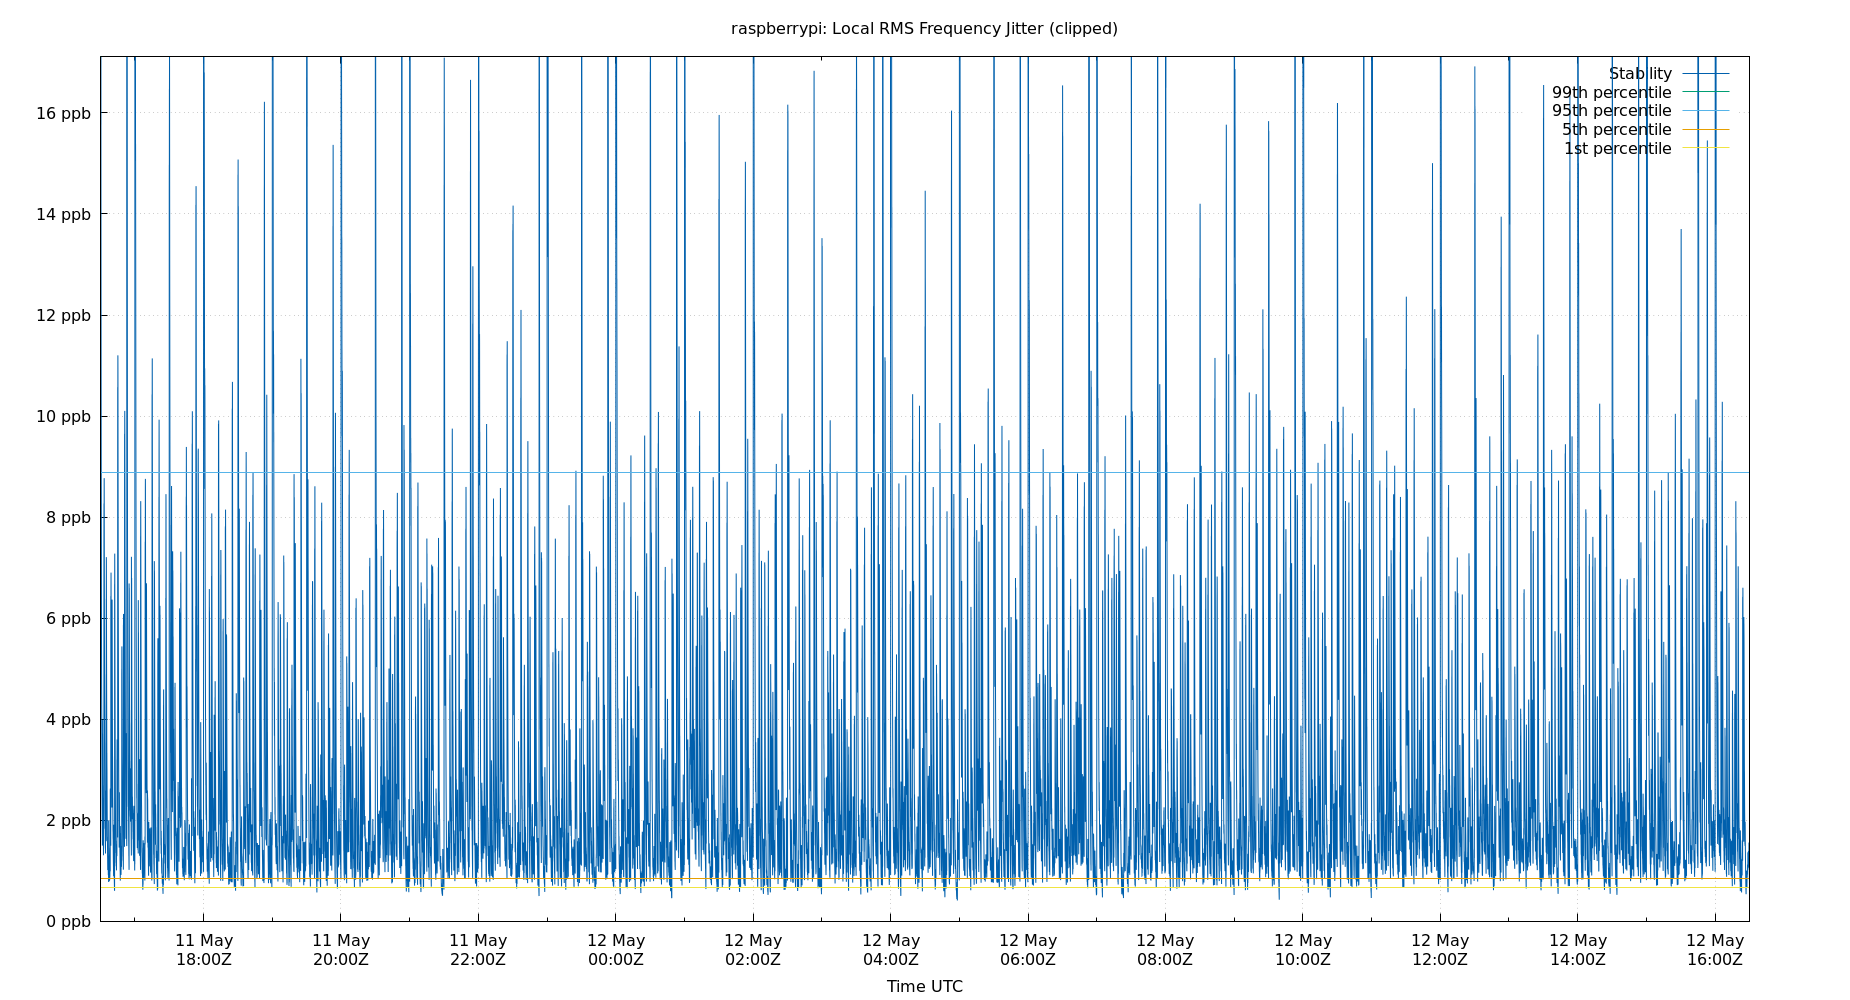 raspberrypi: Local RMS Frequency Jitter (clipped)
16 ppb
14 ppb
12 ppb
10 ppb
8 ppb
6 ppb
4 ppb
2 ppb
0 ppb
Stability
99th percentile
95th percentile
5th percentile
1st percentile
11 May 18:00Z
11 May 20:00Z
11 May 22:00Z
12 May 00:00Z
12 May 02:00Z
12 May 04:00Z
12 May 06:00Z
12 May 08:00Z
12 May 10:00Z
12 May 12:00Z
12 May 14:00Z
12 May 16:00Z
Time UTC